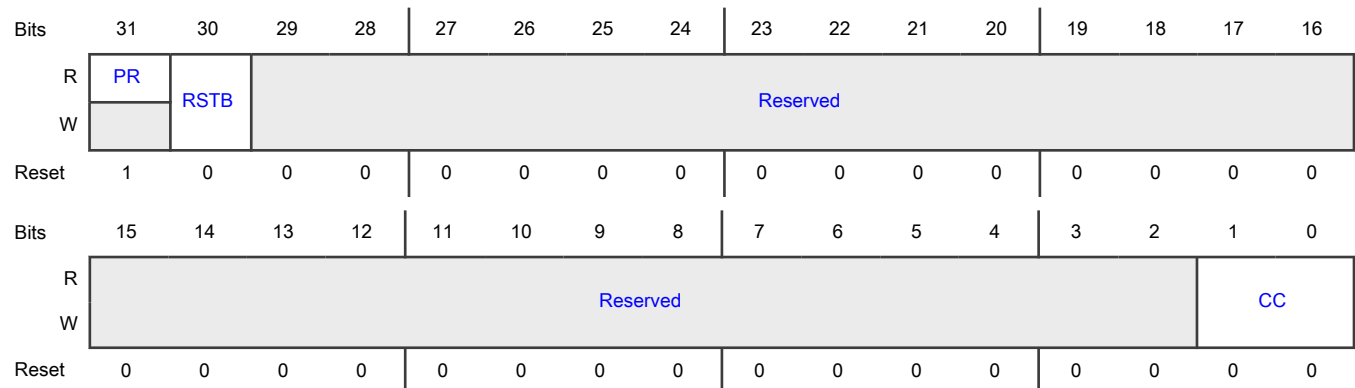 Bits 31 30 29 28 27 26 25 24 23 22 21 20 19 18 17 16
R PR
RSTB Reserved
W
Reset 1 0 0 0 0 0 0 0 0 0 0 0 0 0 0 0
Bits 15 14 13 12 11 10 9 8 7 6 5 4 3 2 1 0
R
Reserved CC
W
Reset 0 0 0 0 0 0 0 0 0 0 0 0 0 0 0 0